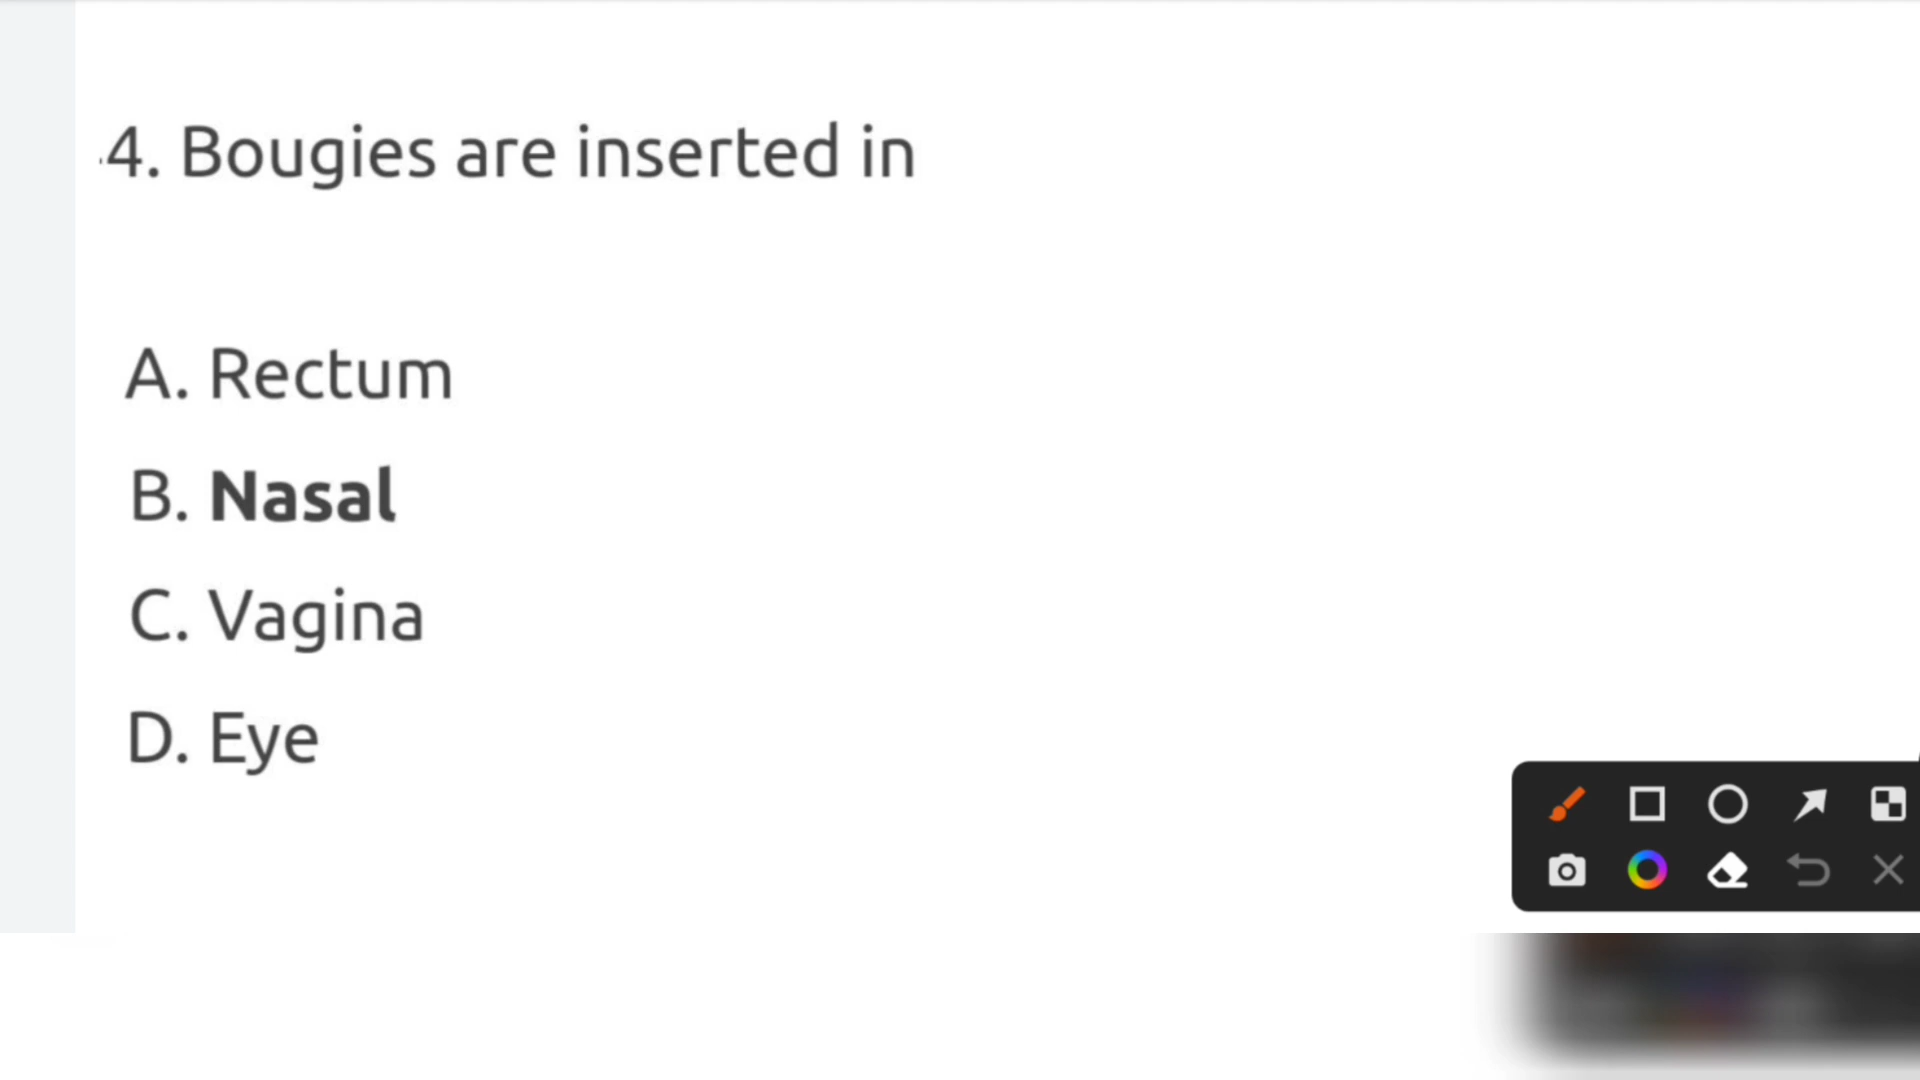 4. Bougies are inserted in
A. Rectum
B. Nasal
C. Vagina
D. Eye